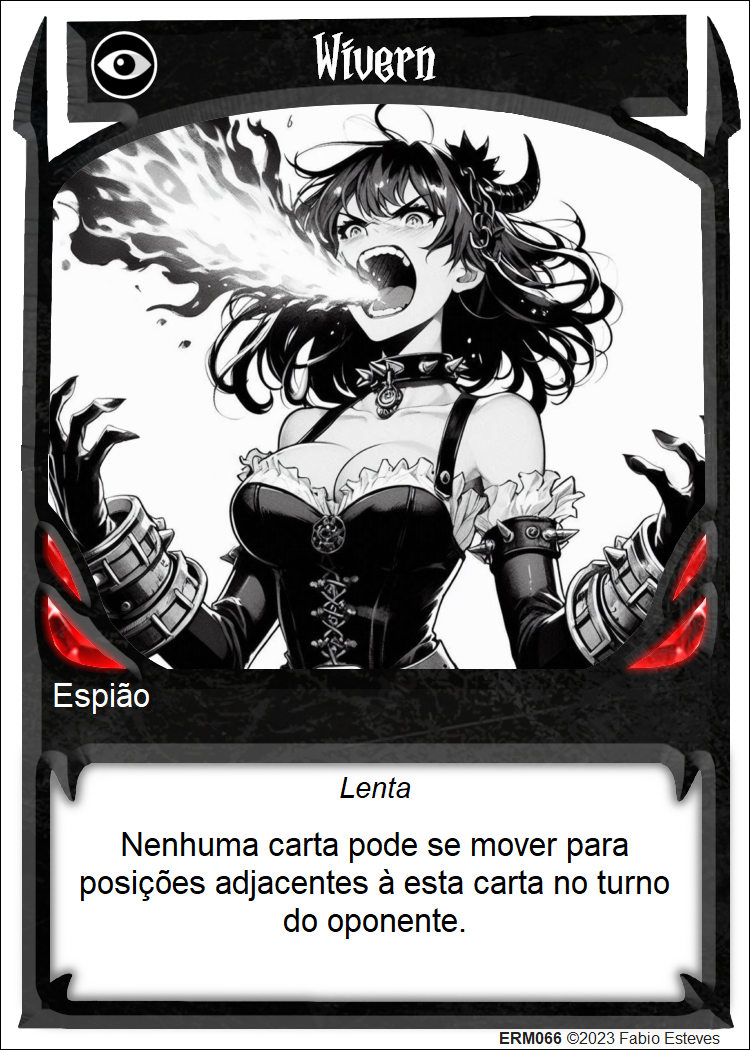 Wivern
Espião
Lenta
Nenhuma carta pode se mover para
posições adjacentes à esta carta no turno
do oponente.
ERM066 ©2023 Fabio Esteves